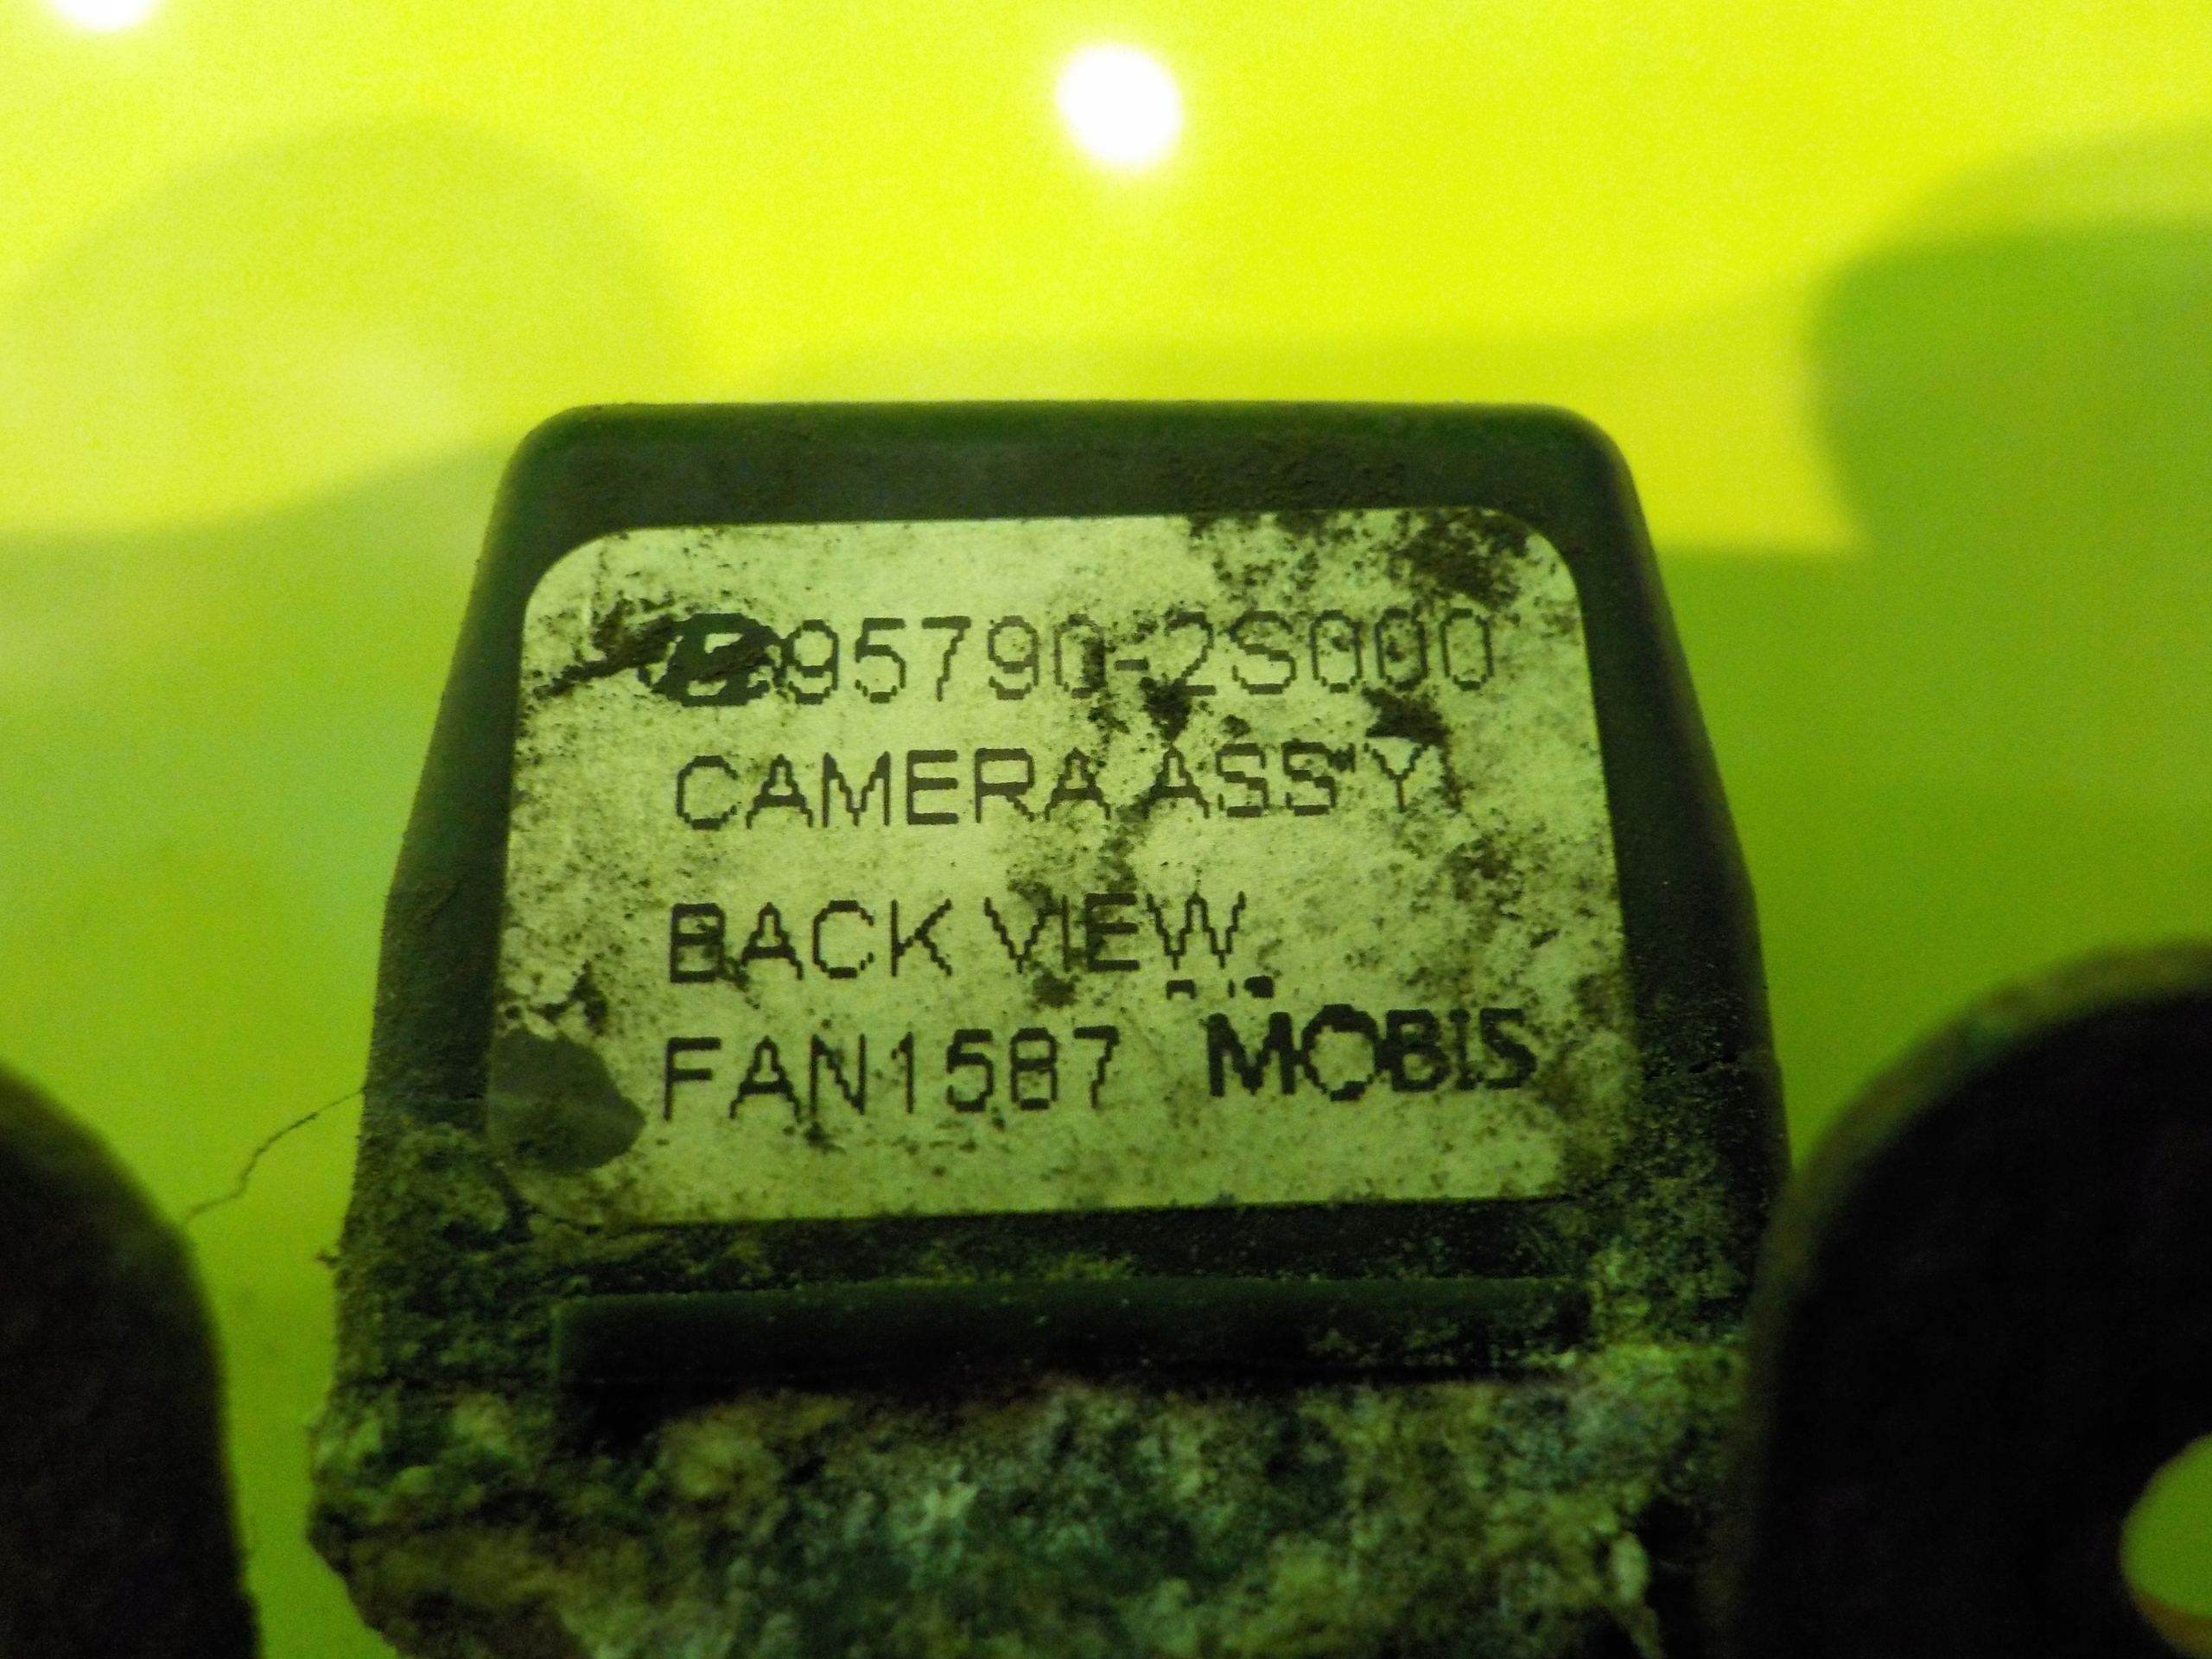 95790-2S000
CAMERA ASS'Y
BACK VIEW
FAN1587 MOBIS